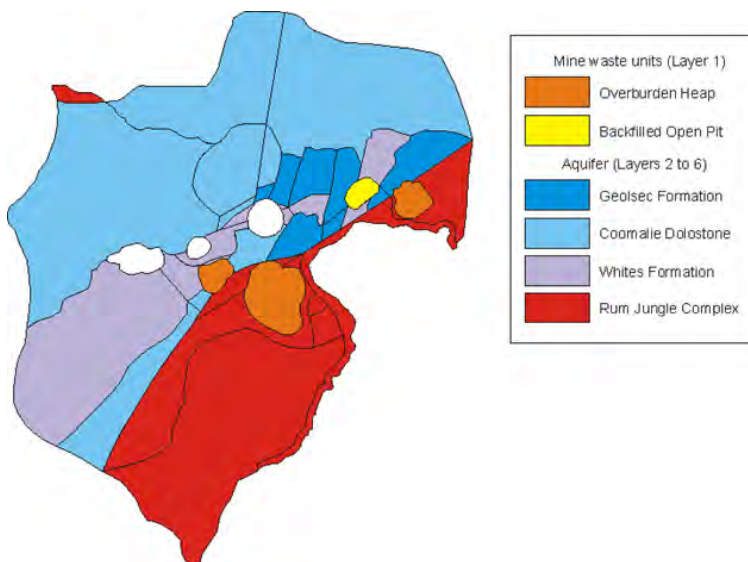 Mine waste units (Layer 1)
Overburden Heap
Backfilled Open Pit
Aquifer (Layers 2 to 6)
Geolsec Formation
Coomalie Dolostone
Whites Formation
Rum Jungle Complex